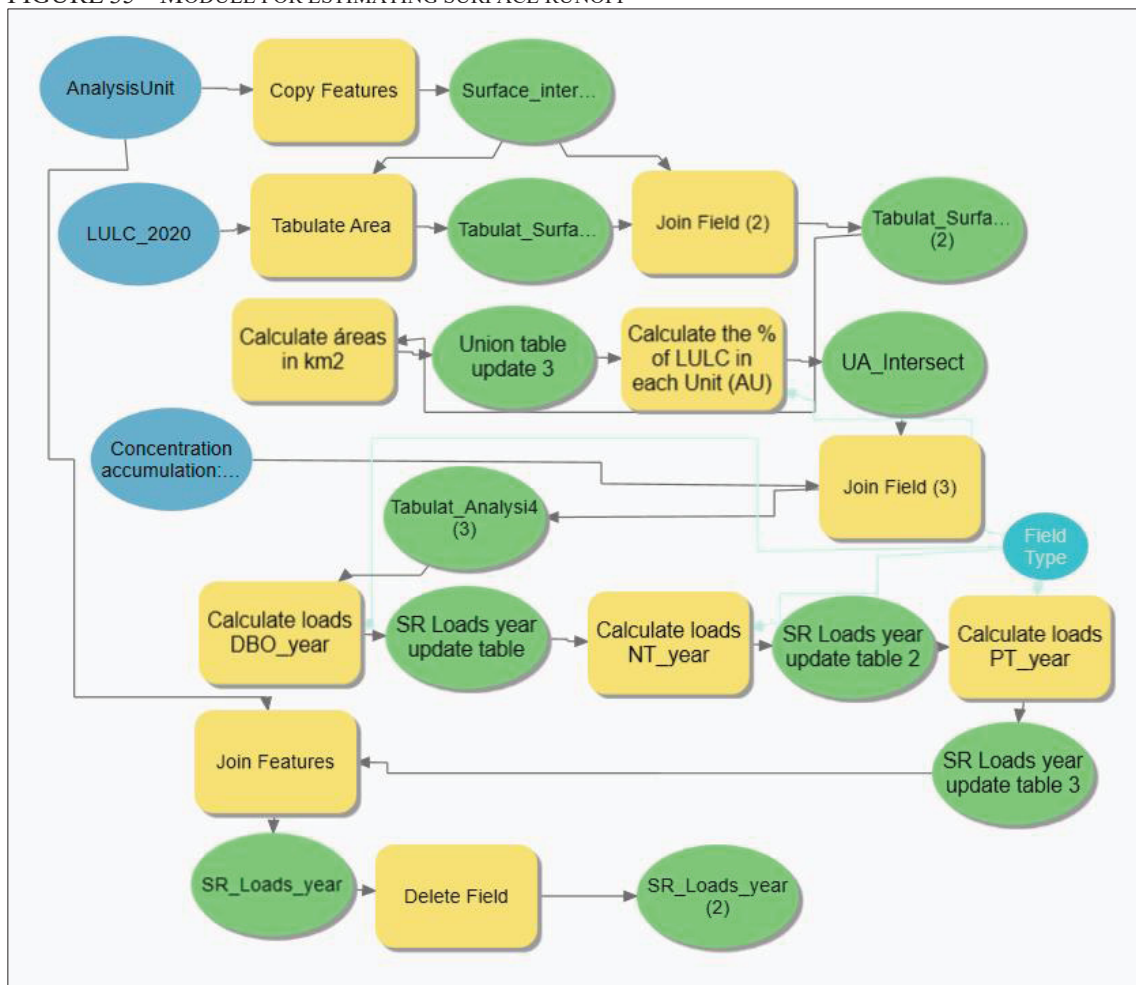 FIGURE 35 – MODULE FOR ESTIMATING SURFACE RUNOFF
AnalysisUnit
Copy Features
Surface_inter...
LULC_2020
Tabulate Area
Tabulat_Surfa...
Join Field (2)
Tabulat_Surfa...
(2)
Calculate áreas
in km2
Union table
update 3
Calculate the %
of LULC in
each Unit (AU)
UA_Intersect
Concentration
accumulation:...
Join Field (3)
Tabulat_Analysi4
(3)
Field
Type
Calculate loads
DBO_year
SR Loads year
update table
Calculate loads
NT_year
SR Loads year
update table 2
Calculate loads
PT_year
Join Features
SR Loads year
update table 3
SR_Loads_year
Delete Field
SR_Loads_year
(2)